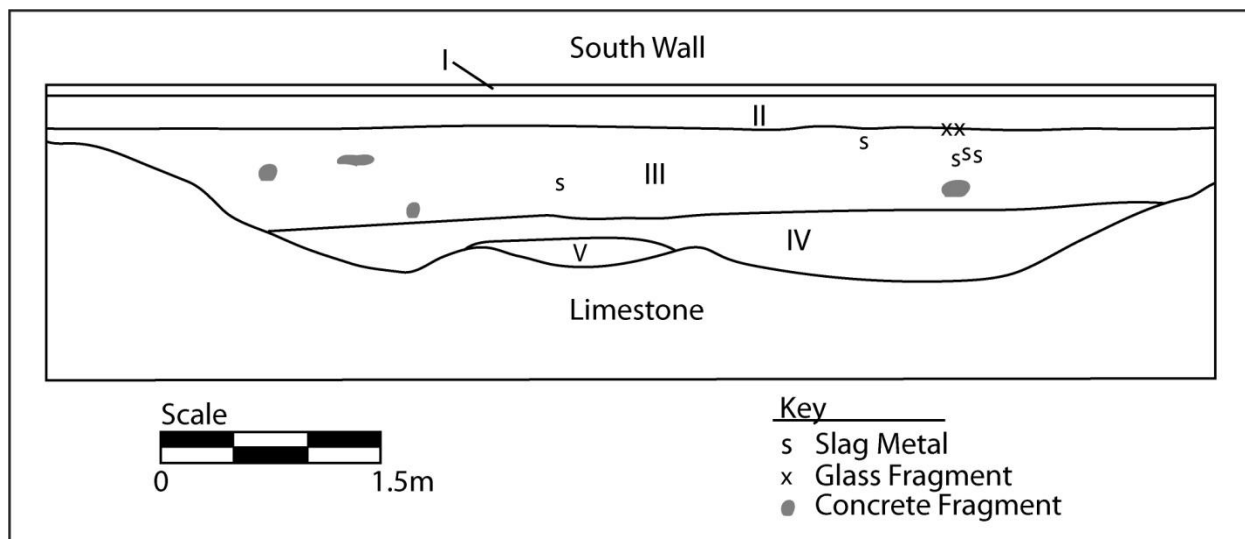 South Wall
I
II
xx
s
sss
III
s
IV
V
Limestone
Scale
0 1.5m
Key
s Slag Metal
x Glass Fragment
Concrete Fragment